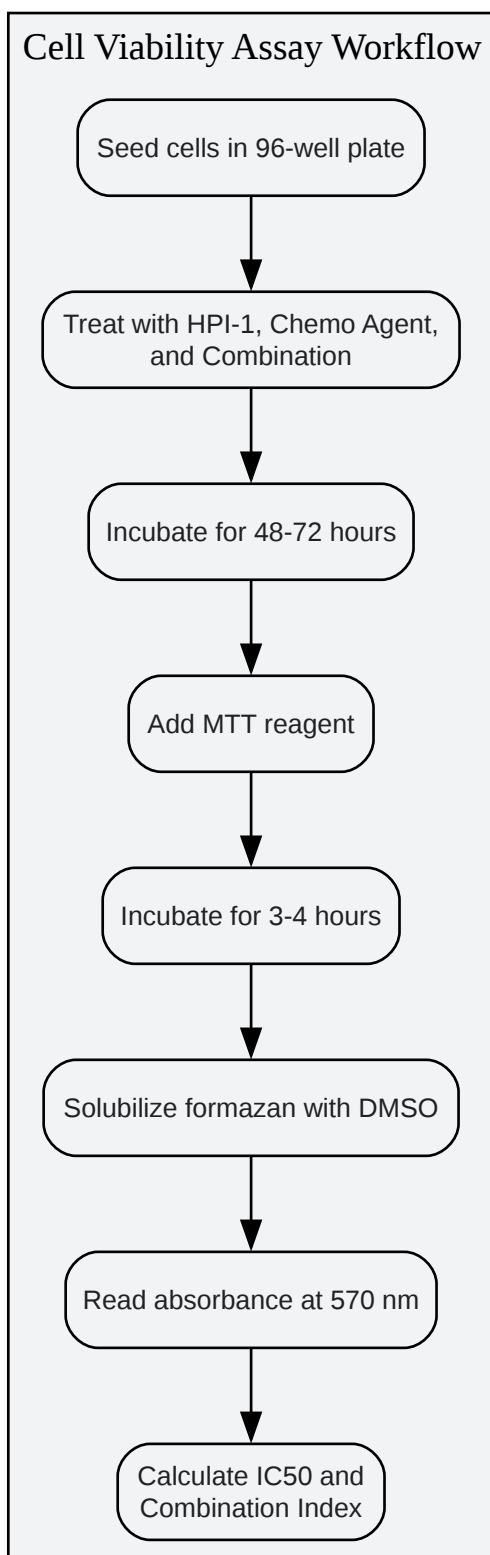 Cell Viability Assay Workflow
Seed cells in 96-well plate
Treat with HPI-1, Chemo Agent,
and Combination
Incubate for 48-72 hours
Add MTT reagent
Incubate for 3-4 hours
Solubilize formazan with DMSO
Read absorbance at 570 nm
Calculate IC50 and
Combination Index